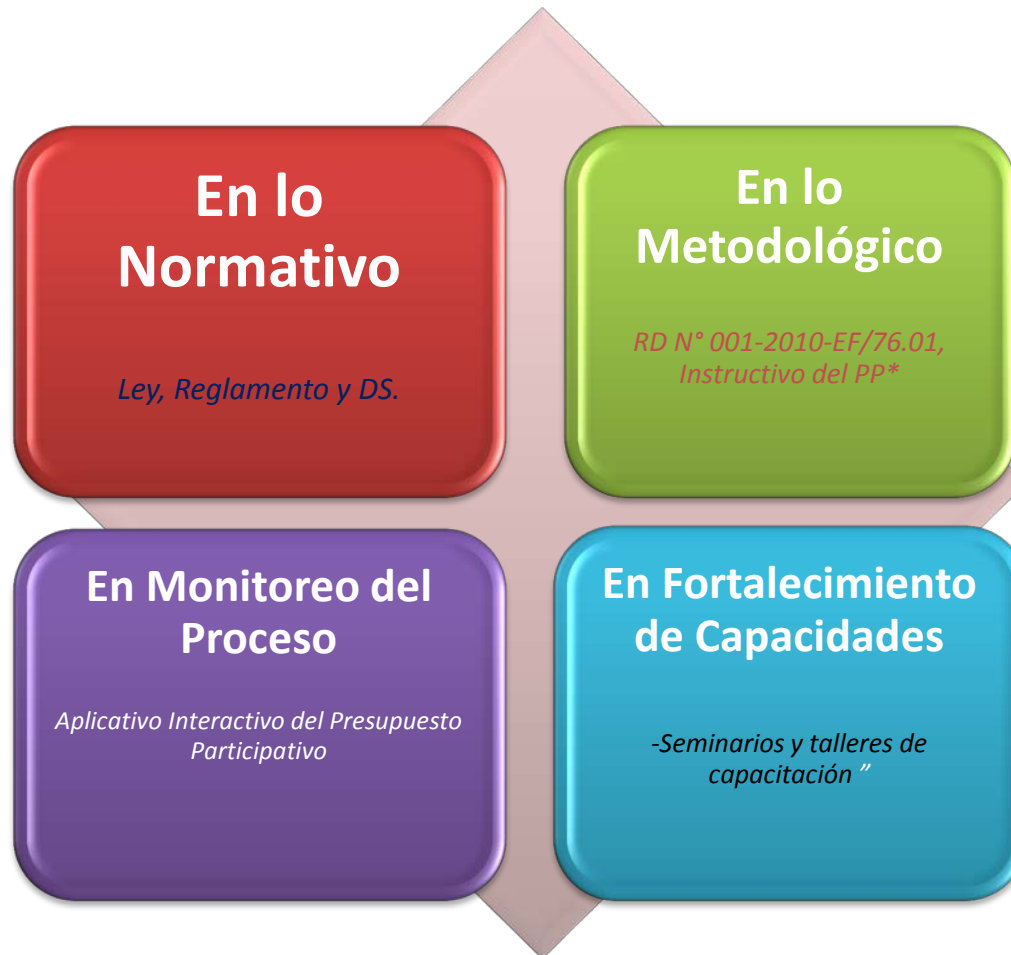 En lo
Normativo
Ley, Reglamento y DS.
En lo
Metodológico
RD N° 001-2010-EF/76.01,
Instructivo del PP*
En Monitoreo del
Proceso
Aplicativo Interactivo del Presupuesto
Participativo
En Fortalecimiento
de Capacidades
-Seminarios y talleres de
capacitación ”